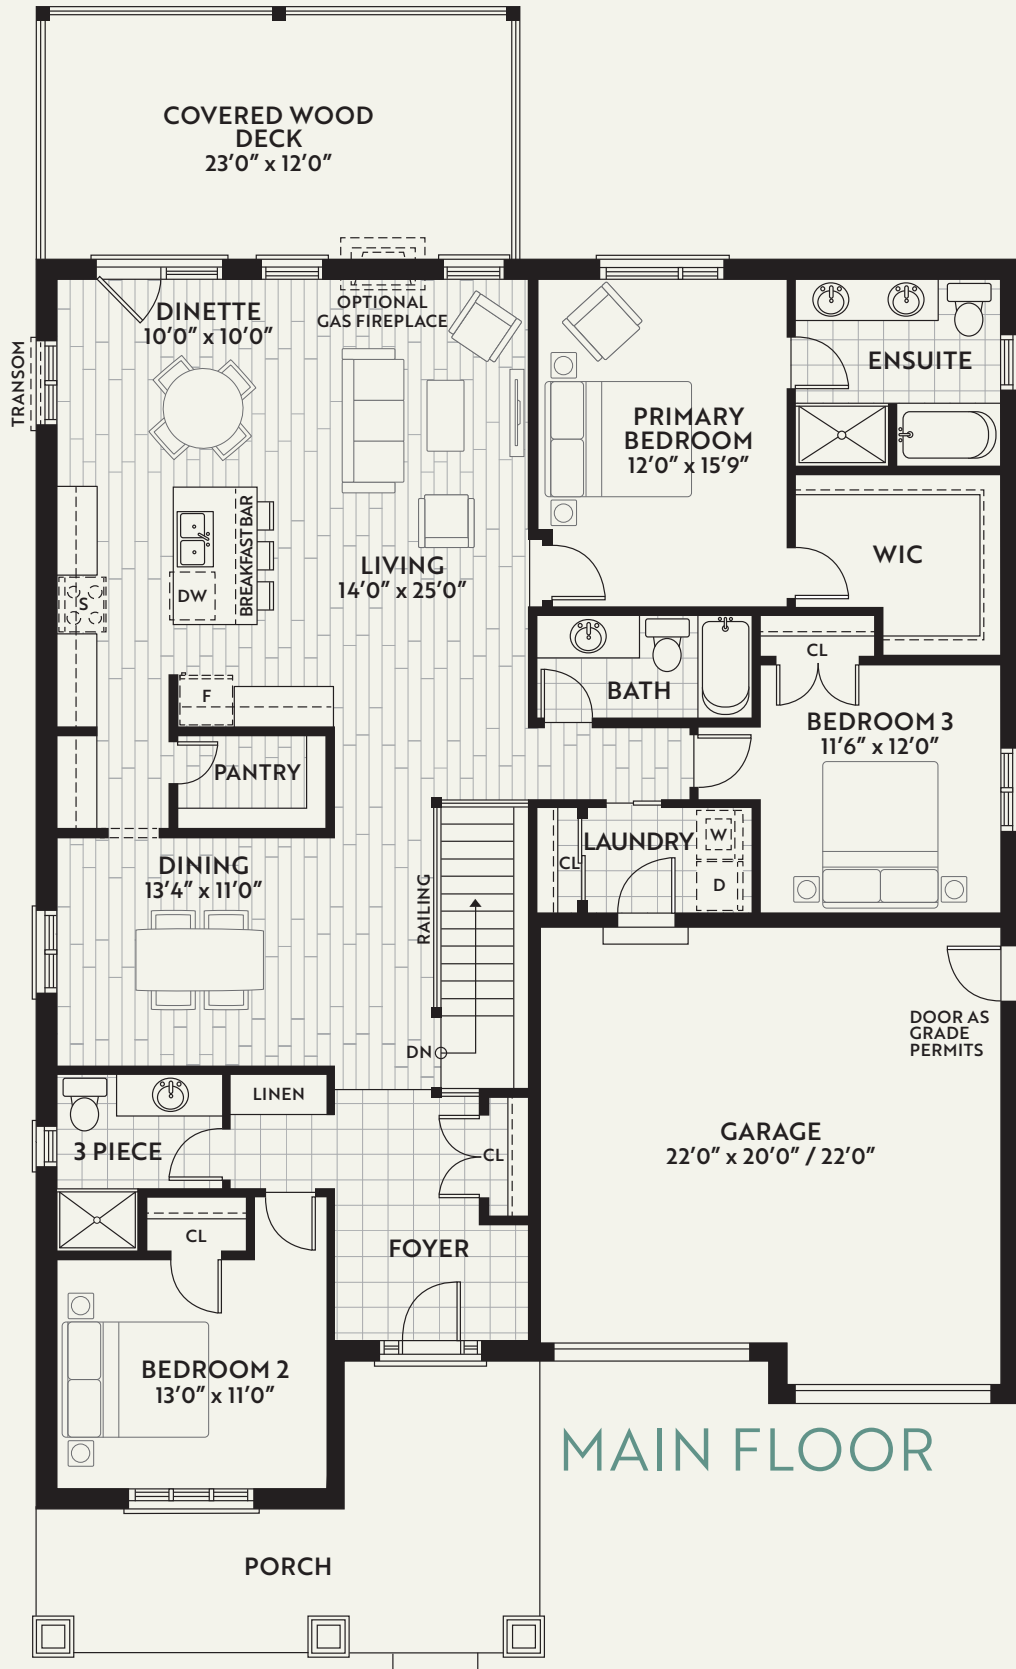 COVERED WOOD
DECK
23'0" x 12'0"
OPTIONAL
GAS FIREPLACE
DINETTE
10'0" x 10'0"
TRANSOM
ENSUITE
PRIMARY
BEDROOM
12'0" x 15'9"
BREAKFAST BAR
LIVING
14'0" x 25'0"
WIC
S
DW
CL
F
BATH
BEDROOM 3
11'6" x 12'0"
PANTRY
LAUNDRY
W
CL
D
DINING
13'4" x 11'0"
RAILING
DN
DOOR AS
GRADE
PERMITS
LINEN
3 PIECE
CL
GARAGE
22'0" x 20'0" / 22'0"
CL
FOYER
BEDROOM 2
13'0" x 11'0"
MAIN FLOOR
PORCH